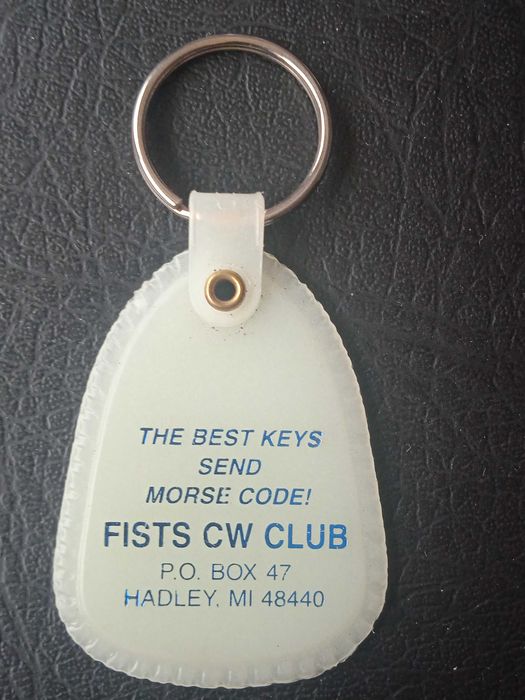 THE BEST KEYS
SEND
MORSE CODE!
FISTS CW CLUB
P.O. BOX 47
HADLEY, MI 48440